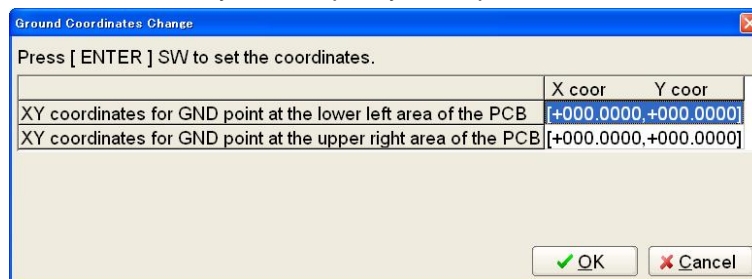 Ground Coordinates Change
Press [ ENTER ] SW to set the coordinates.
X coor Y coor
XY coordinates for GND point at the lower left area of the PCB [+000.0000,+000.0000]
XY coordinates for GND point at the upper right area of the PCB [+000.0000,+000.0000]
OK Cancel